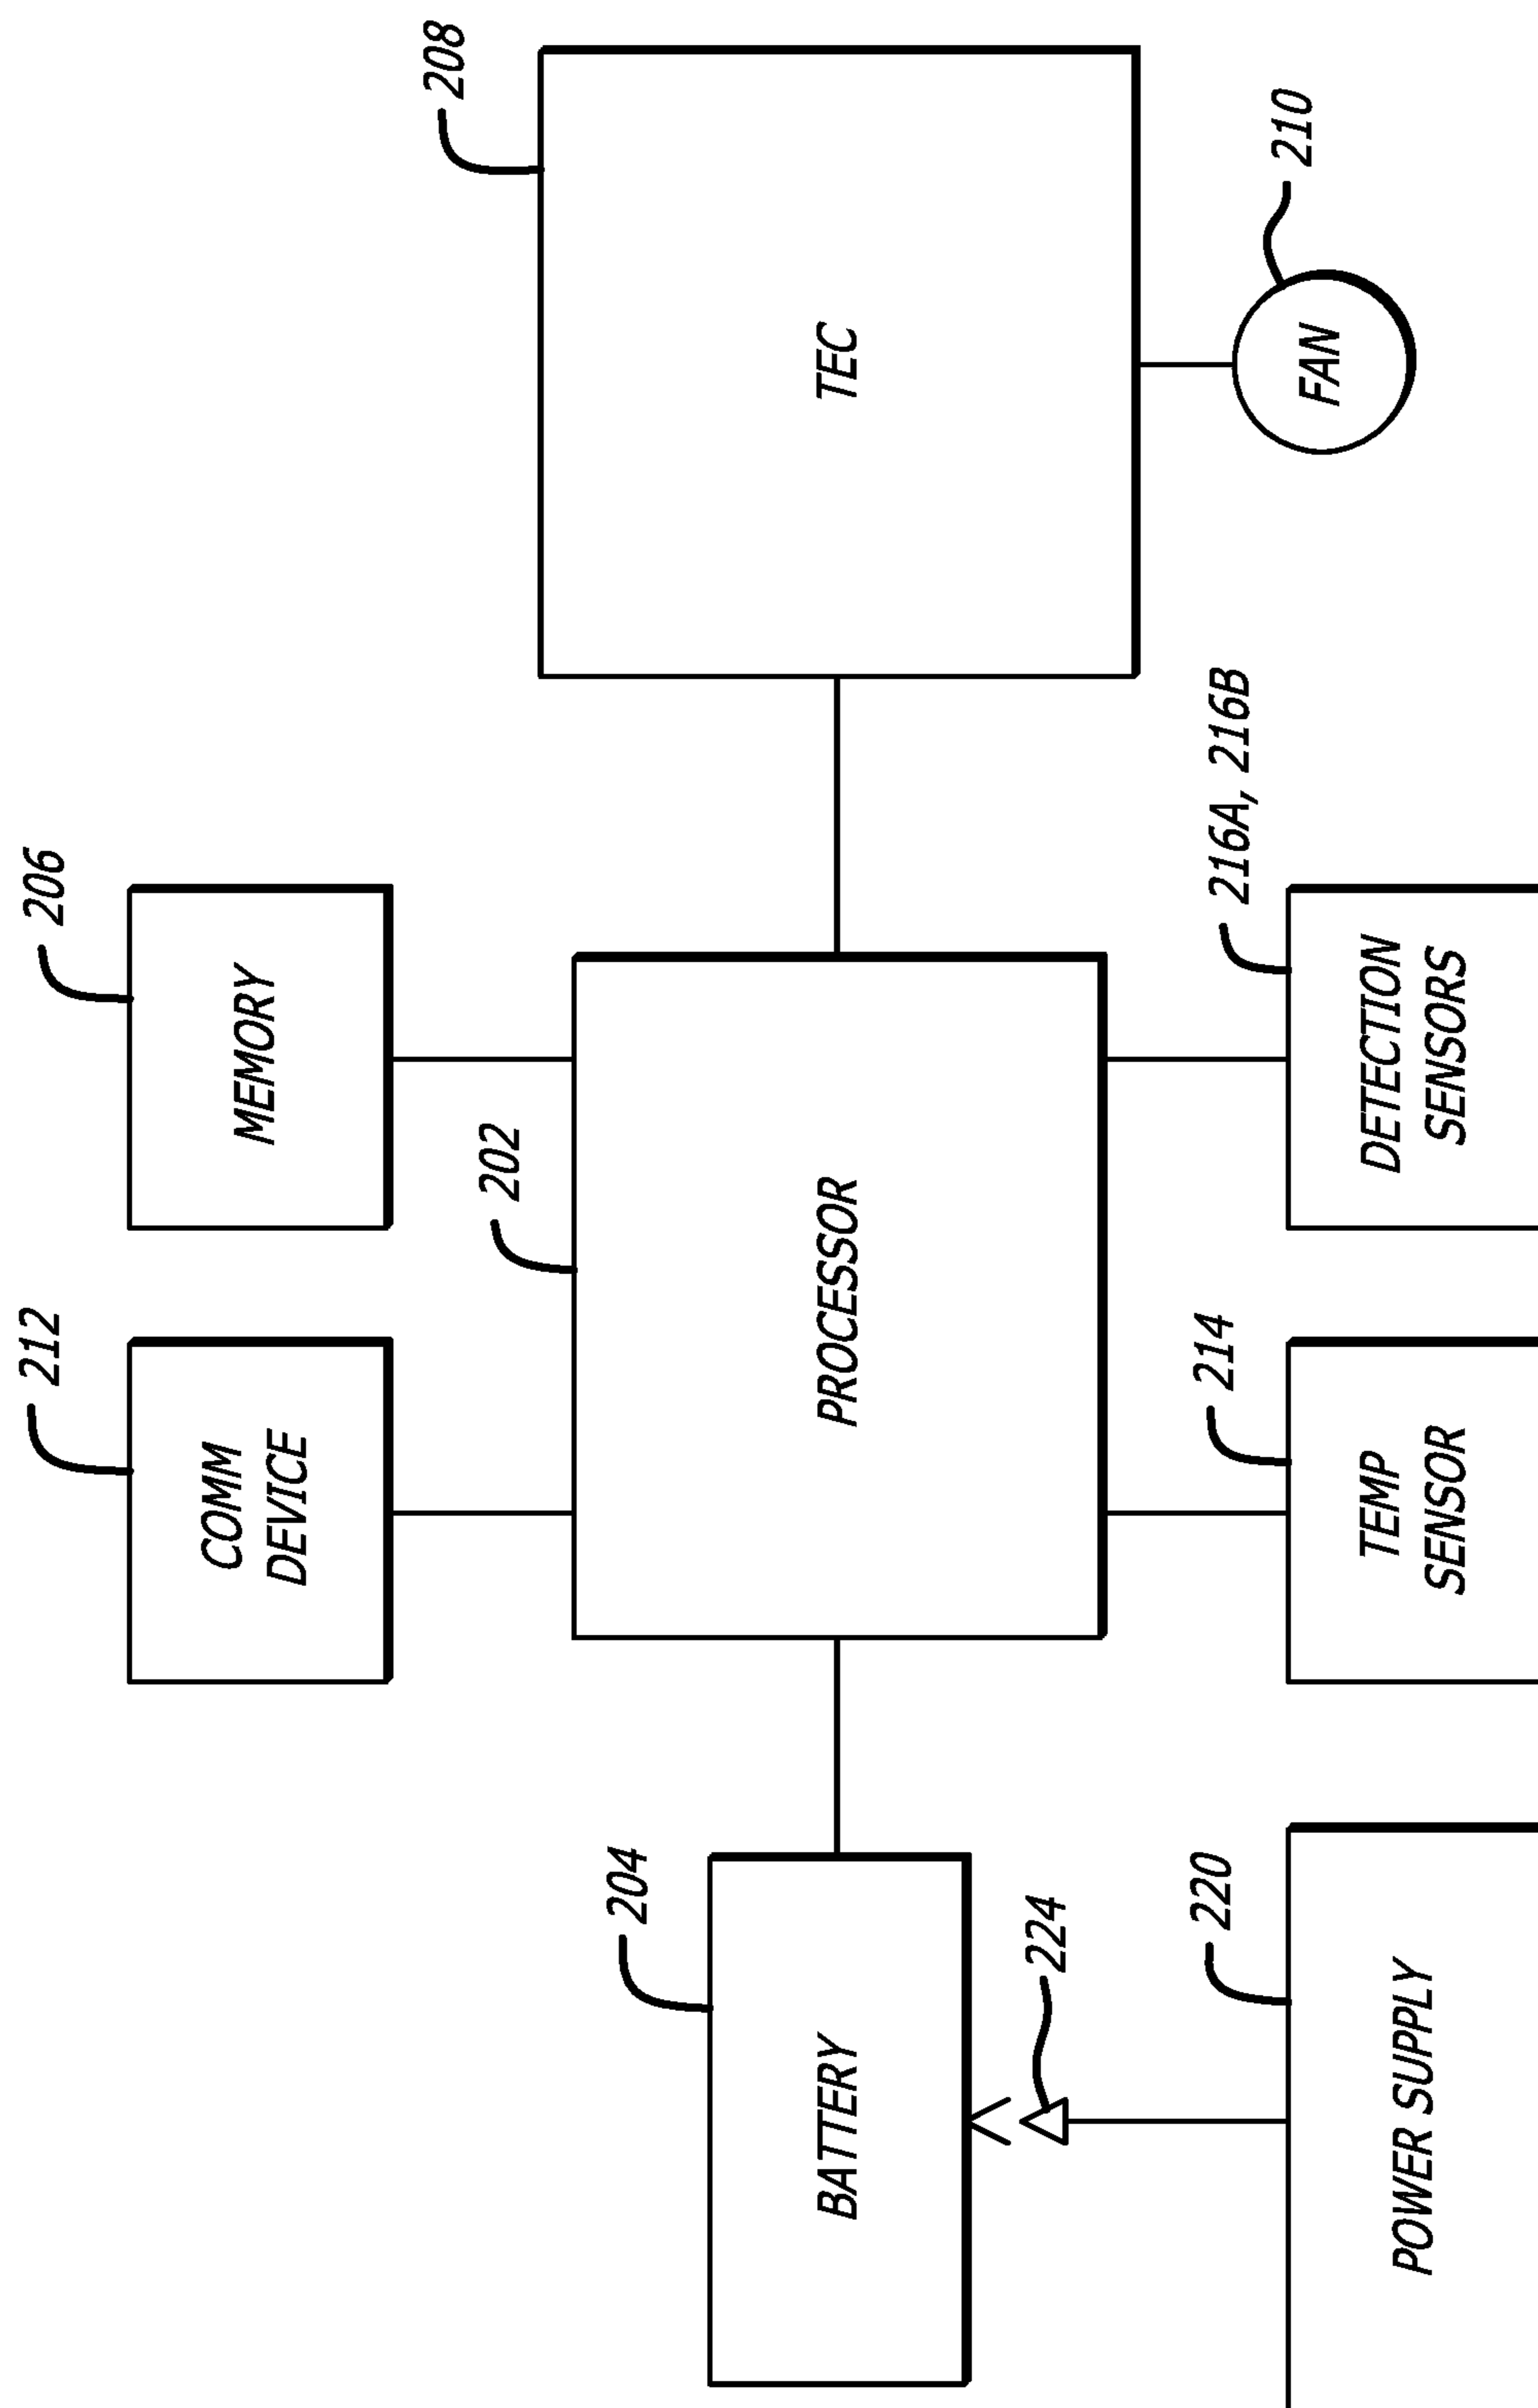 212
COMM
DEVICE
206
MEMORY
208
204
BATTERY
202
PROCESSOR
TEC
224
220
POWER SUPPLY
214
TEMP
SENSOR
216A, 216B
DETECTION
SENSORS
210
FAN